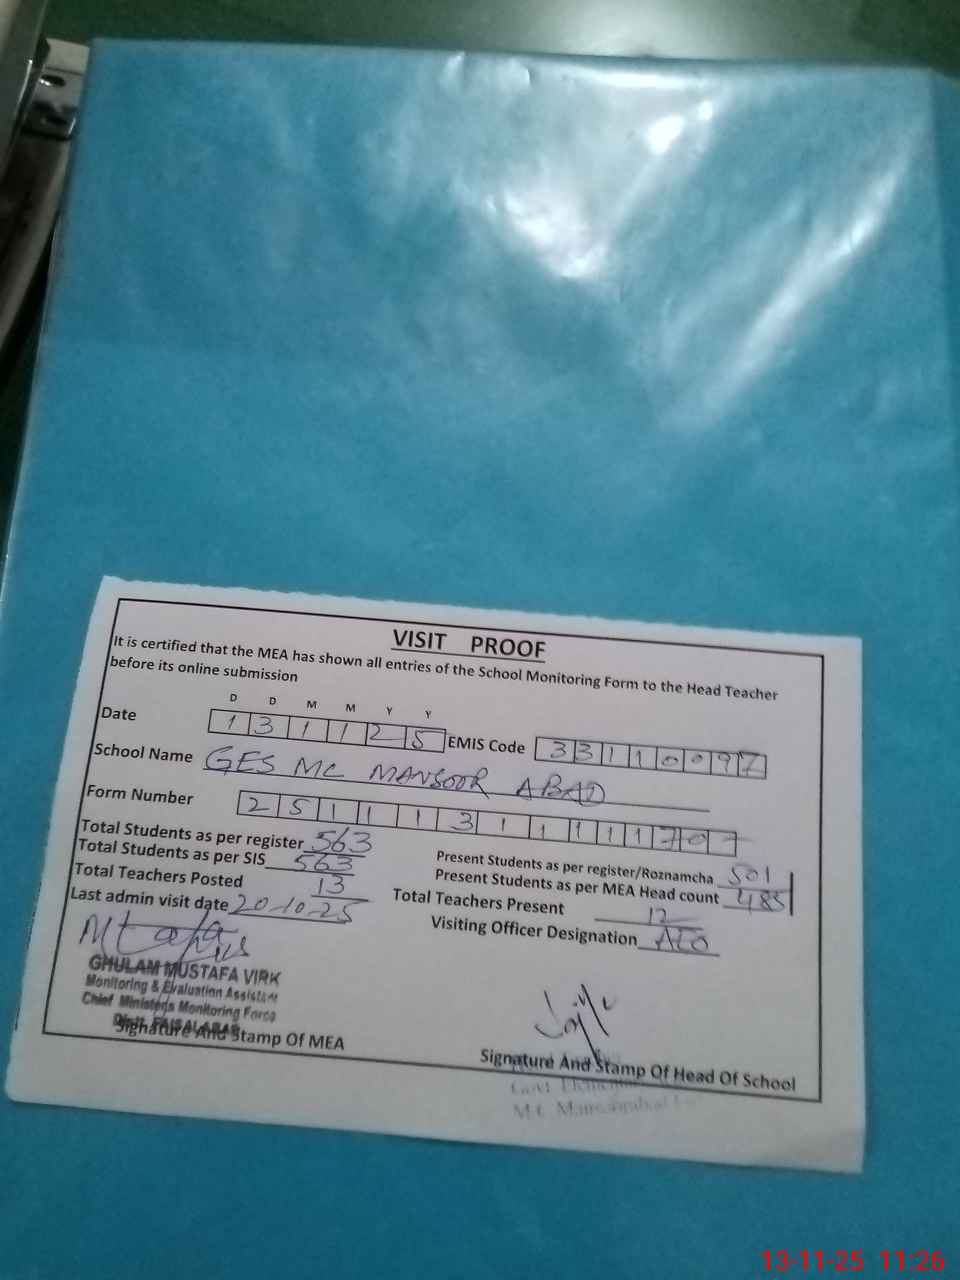 VISIT PROOF
It is certified that the MEA has shown all entries of the School Monitoring Form to the Head Teacher
before its online submission
D D M M Y Y
Date 1 3 1 1 2 5 EMIS Code 3 3 1 1 0 0 9 7
School Name GES MC MANSOOR ABAD
Form Number 2 5 1 1 1 3 1 1 1 1 1 7 0 7
Total Students as per register 563
Total Students as per SIS 563
Present Students as per register/Roznamcha 501
Present Students as per MEA Head count 485
Total Teachers Posted 13
Total Teachers Present 12
Last admin visit date 20-10-25
Visiting Officer Designation AEO
GHULAM MUSTAFA VIRK
Monitoring & Evaluation Assistant
Chief Ministers Monitoring Force
Distt. FAISALABAD
Signature And Stamp Of MEA
Signature And Stamp Of Head Of School
Govt. Elementary
M.C. Mansoorabad
13-11-25 11:26